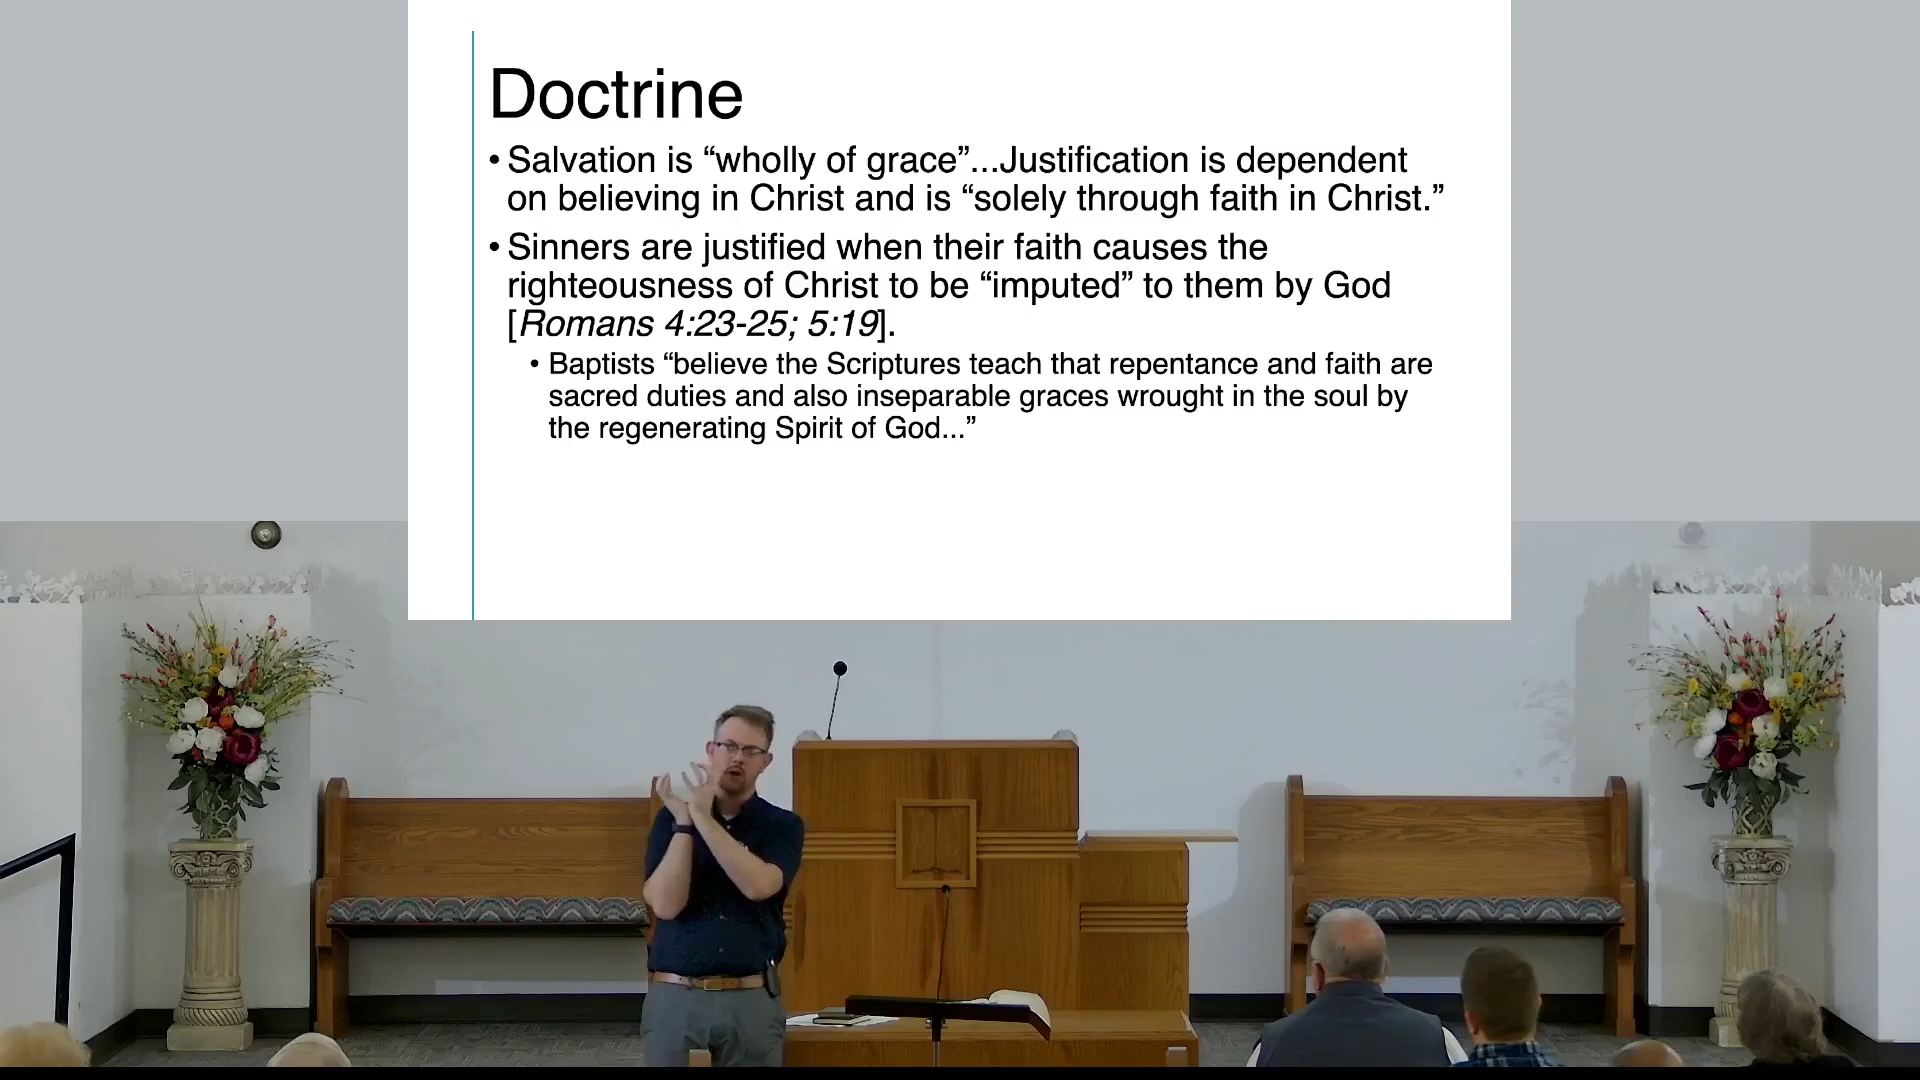 Doctrine
• Salvation is “wholly of grace”...Justification is dependent
on believing in Christ and is “solely through faith in Christ.”
• Sinners are justified when their faith causes the
righteousness of Christ to be “imputed” to them by God
[Romans 4:23-25; 5:19].
• Baptists “believe the Scriptures teach that repentance and faith are
sacred duties and also inseparable graces wrought in the soul by
the regenerating Spirit of God...”